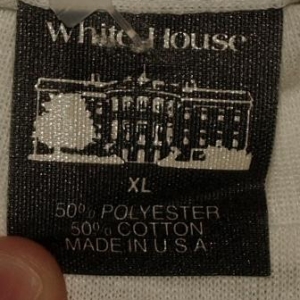 White House
XL
50% POLYESTER
50% COTTON
MADE IN U.S.A.